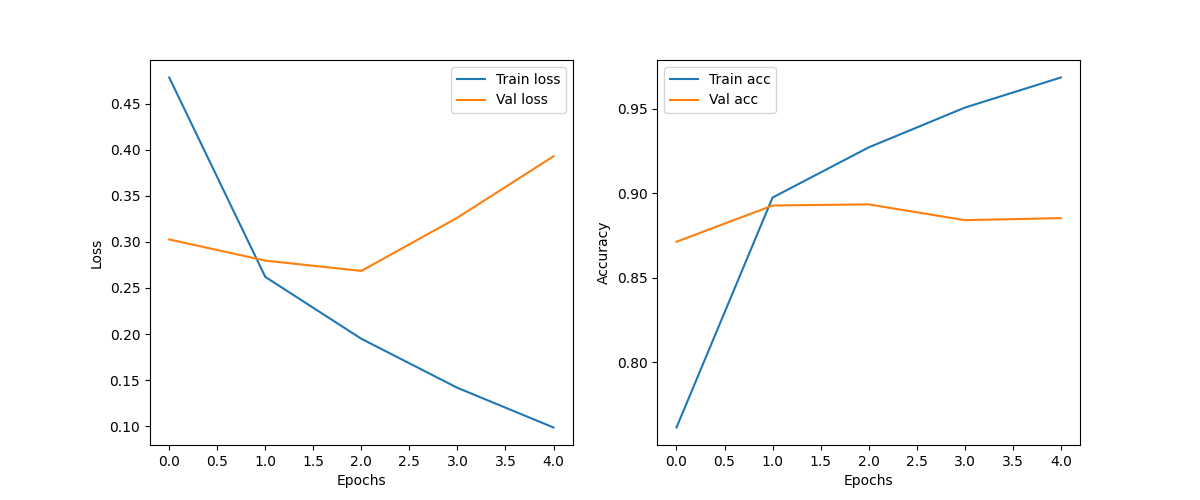 Train loss
Val loss
0.45
0.40
0.35
0.30
0.25
0.20
0.15
0.10
Loss
0.0 0.5 1.0 1.5 2.0 2.5 3.0 3.5 4.0
Epochs
Train acc
Val acc
0.95
0.90
0.85
0.80
Accuracy
0.0 0.5 1.0 1.5 2.0 2.5 3.0 3.5 4.0
Epochs